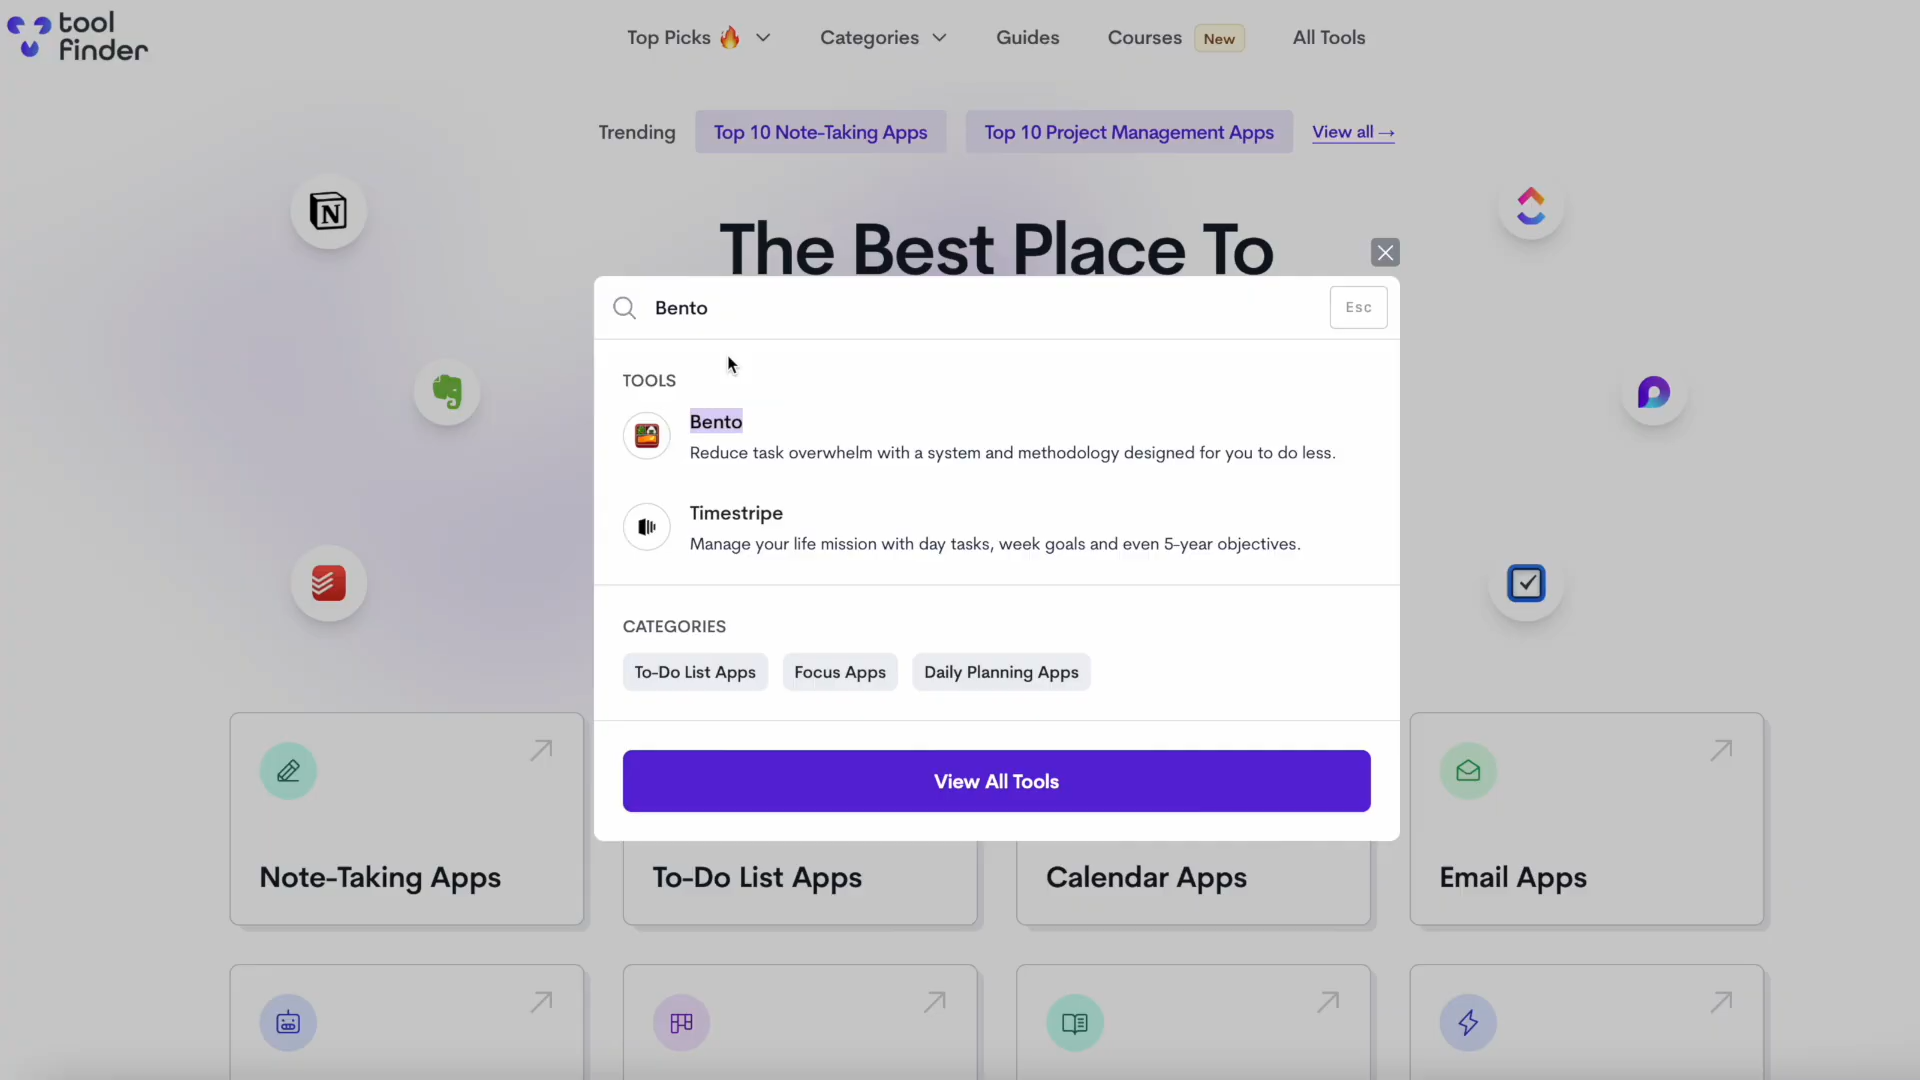 tool
finder
Top Picks 🔥
Categories
Guides
Courses
New
All Tools
Trending
Top 10 Note-Taking Apps
Top 10 Project Management Apps
View all →
The Best Place To
Bento
Esc
TOOLS
Bento
Reduce task overwhelm with a system and methodology designed for you to do less.
Timestripe
Manage your life mission with day tasks, week goals and even 5-year objectives.
CATEGORIES
To-Do List Apps
Focus Apps
Daily Planning Apps
View All Tools
Note-Taking Apps
To-Do List Apps
Calendar Apps
Email Apps